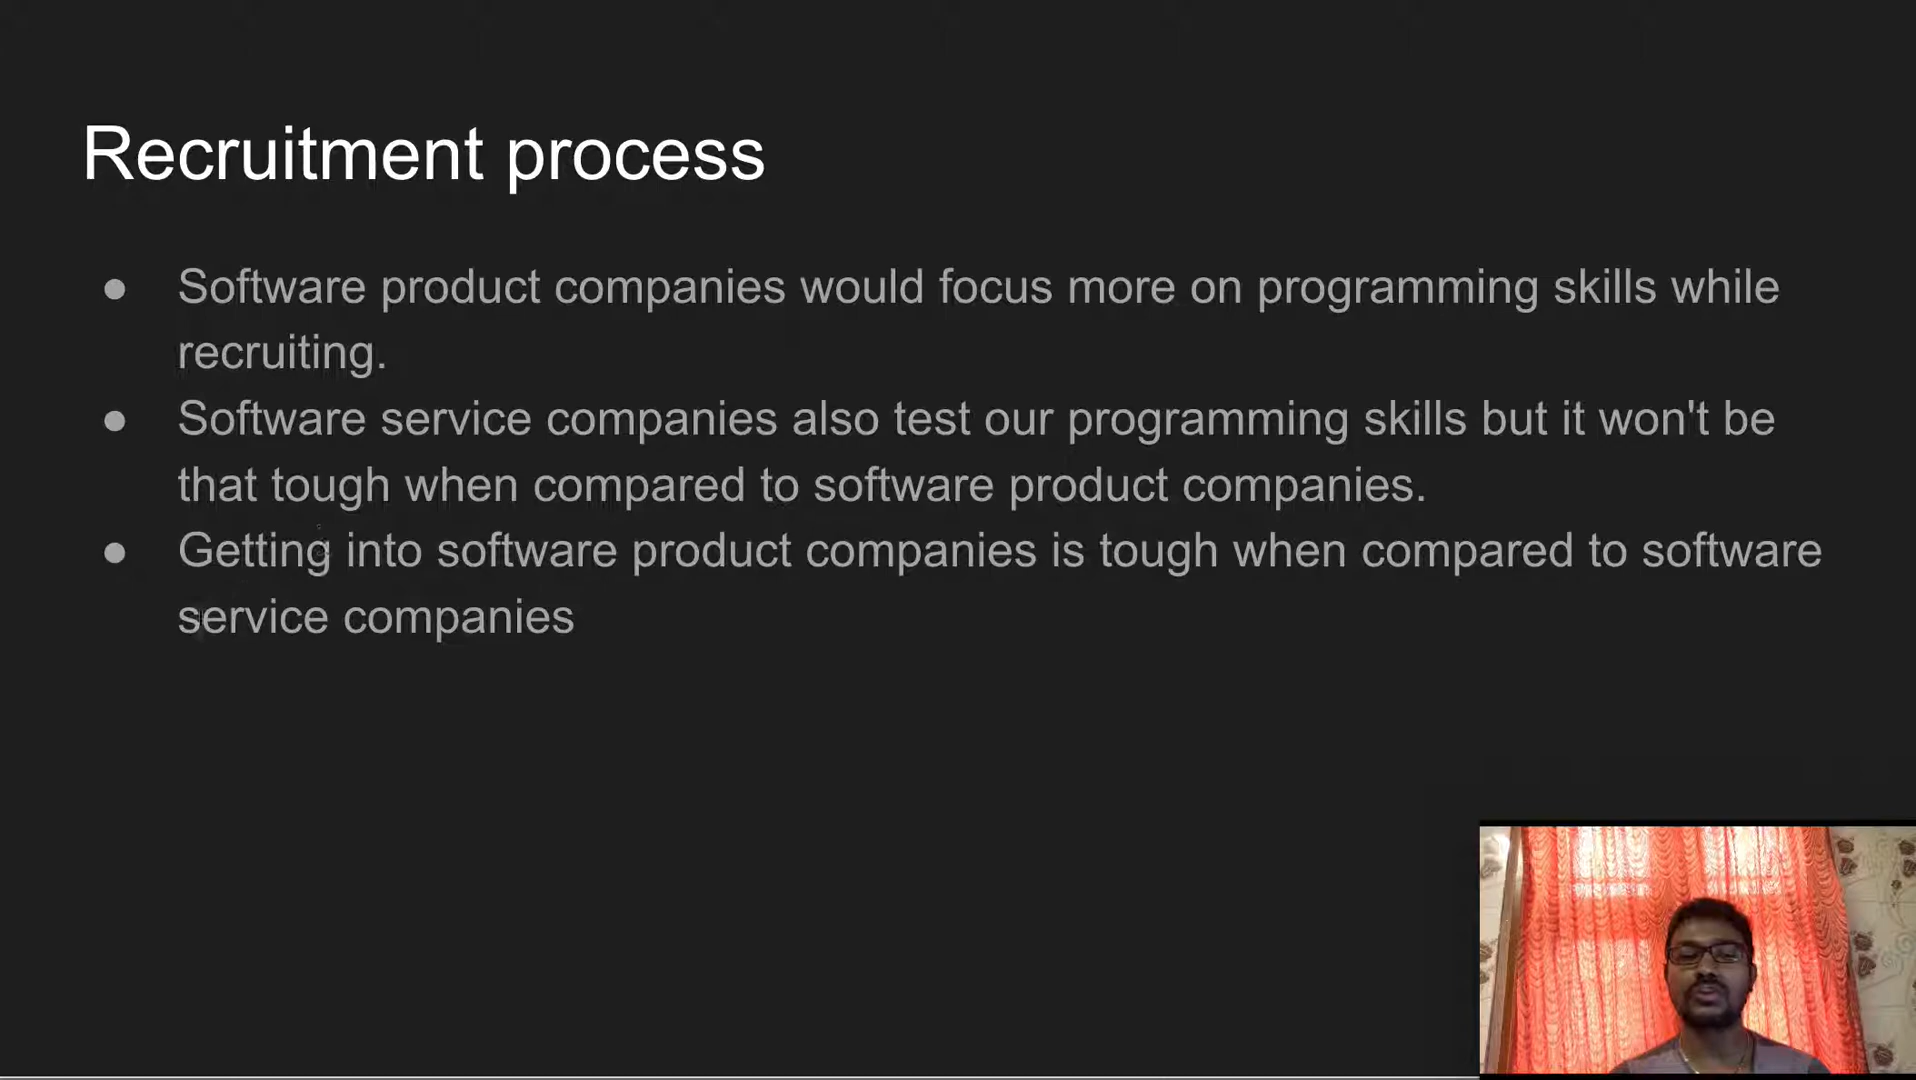 Recruitment process
● Software product companies would focus more on programming skills while
recruiting.
● Software service companies also test our programming skills but it won't be
that tough when compared to software product companies.
● Getting into software product companies is tough when compared to software
service companies